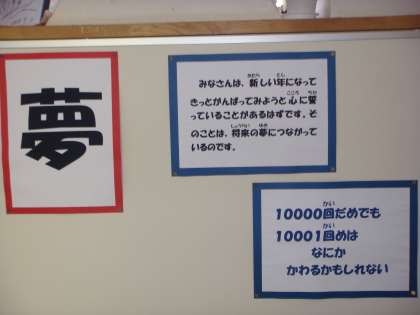 夢
みなさんは、新しい年になって
きっとがんばってみようと心に誓
っていることがあるはずです。そ
のことは、将来の夢につながって
いるのです。
10000回だめでも
10001回めは
なにか
かわるかもしれない